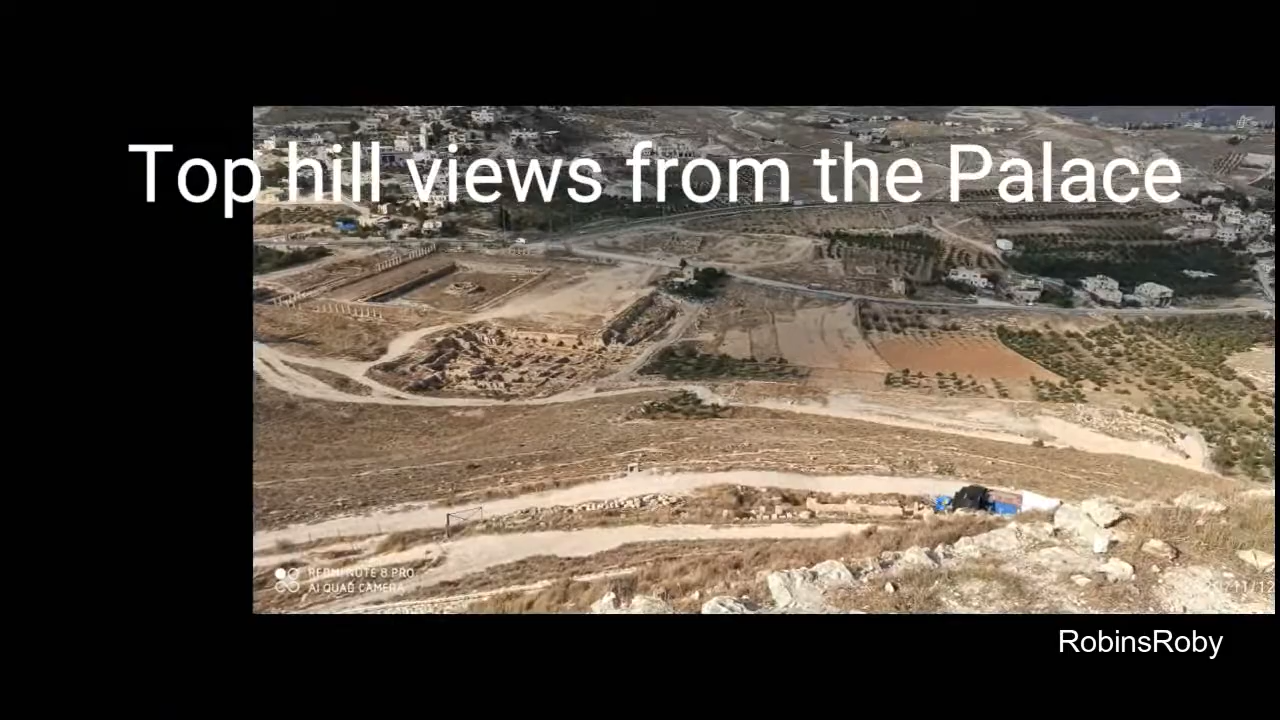 Top hill views from the Palace
REDMI NOTE 8 PRO
AI QUAD CAMERA
RobinsRoby